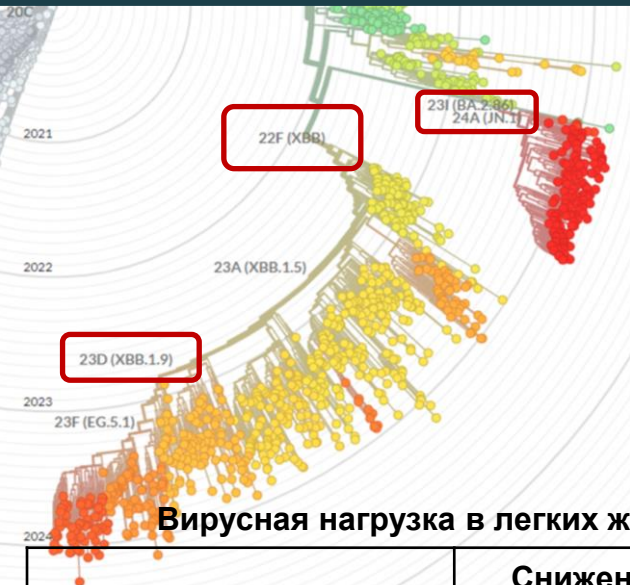 20C
23I (BA.2.86)
24A (JN.1)
2021
22F (XBB)
2022
23A (XBB.1.5)
23D (XBB.1.9)
2023
23F (EG.5.1)
Вирусная нагрузка в легких ж
2024
Снижен